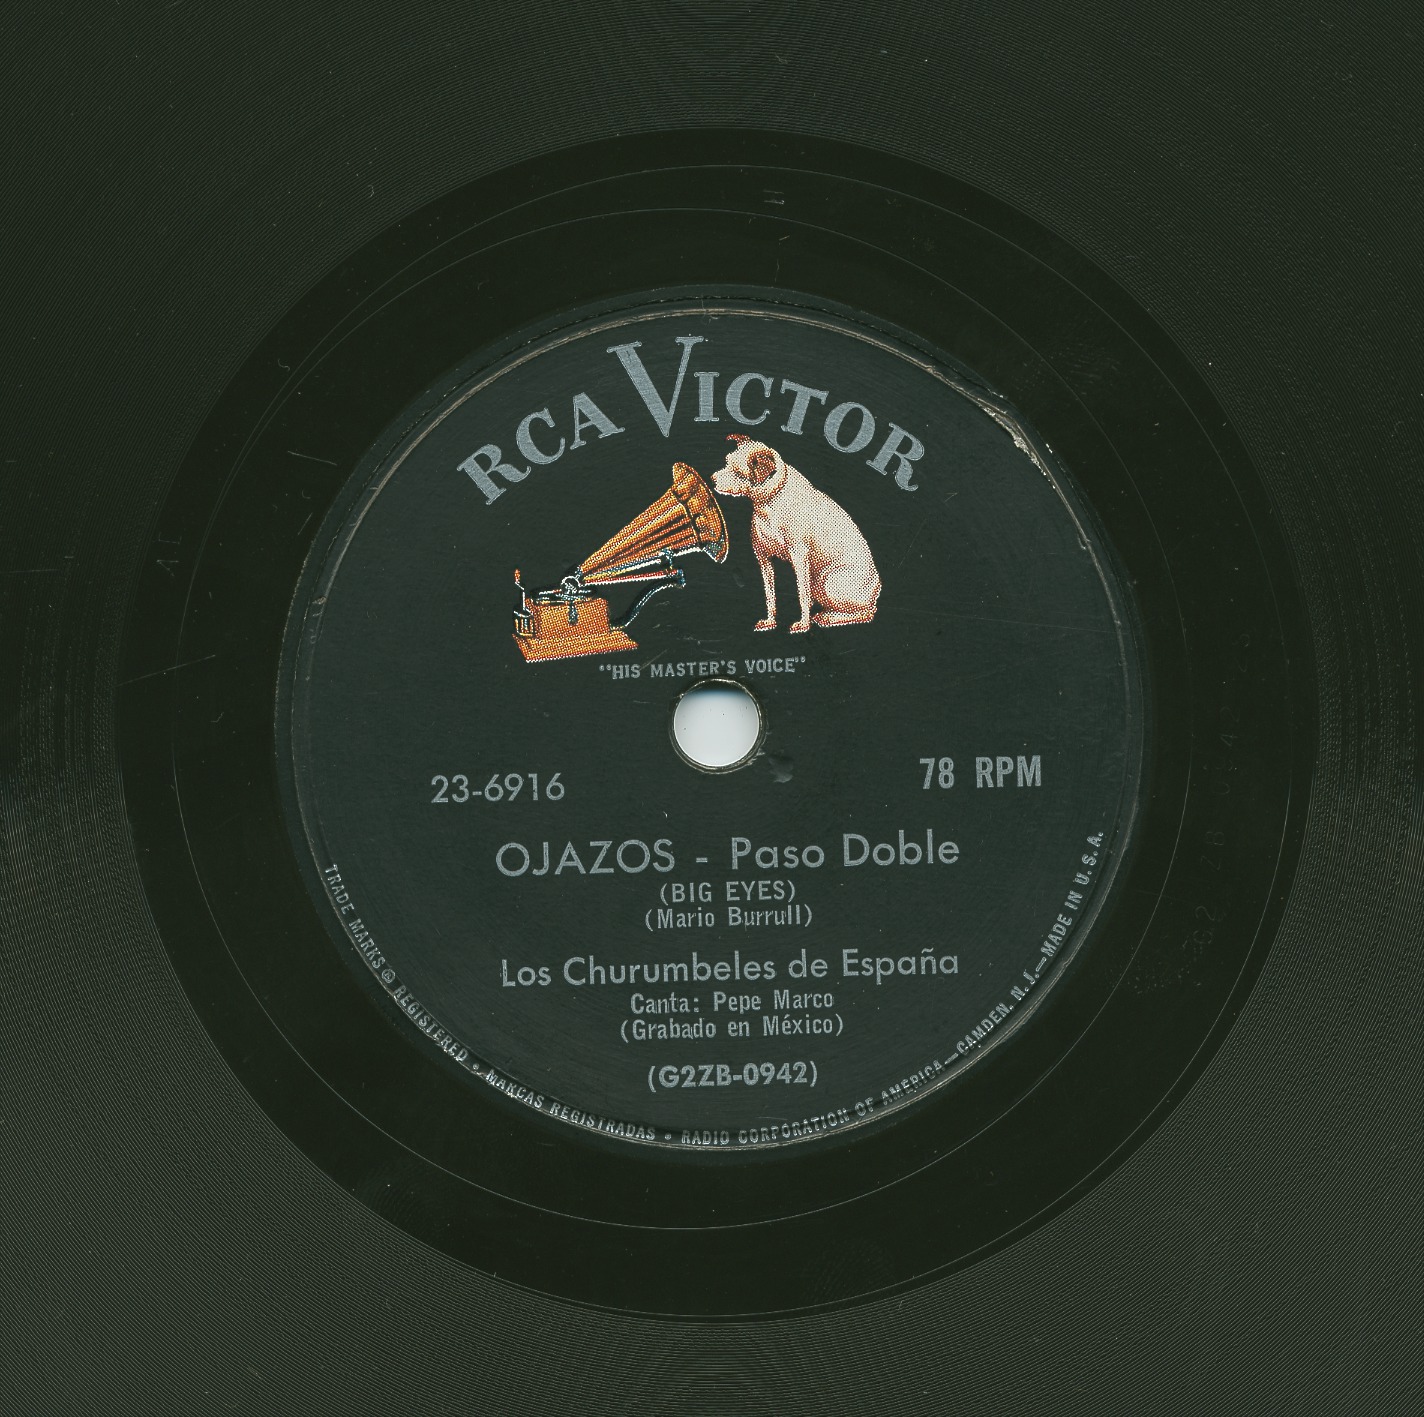 RCA VICTOR
"HIS MASTER'S VOICE"
23-6916
78 RPM
OJAZOS - Paso Doble
(BIG EYES)
(Mario Burrull)
Los Churumbeles de España
Canta: Pepe Marco
(Grabado en México)
(G2ZB-0942)
TRADE MARKS ® REGISTERED • MARCAS REGISTRADAS • RADIO CORPORATION OF AMERICA—CAMDEN, N. J.—MADE IN U. S. A.